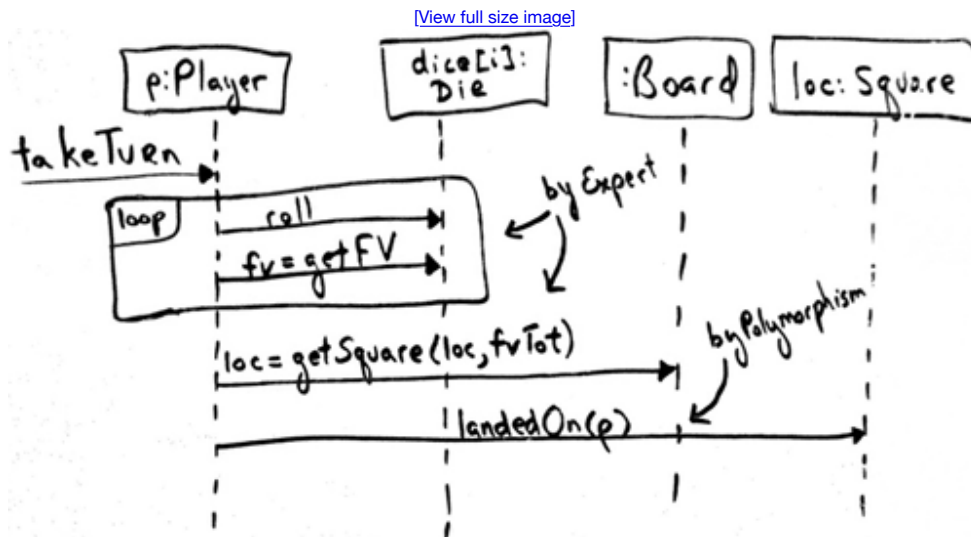 [View full size image]
p:Player
dice[i]:
Die
:Board
loc: Square
takeTurn
by Expert
loop
roll
fv=getFV
by Polymorphism
loc=getSquare(loc,fvTot)
landedOn(p)